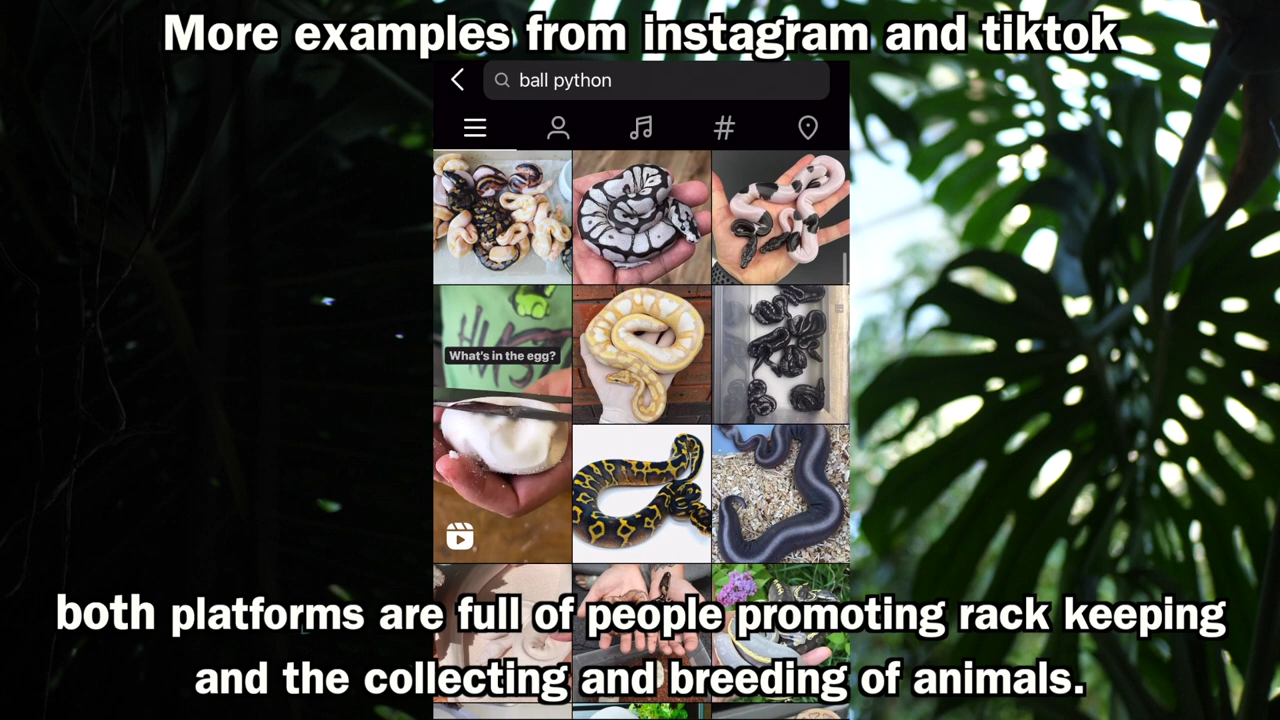 More examples from instagram and tiktok
ball python
What's in the egg?
both platforms are full of people promoting rack keeping
and the collecting and breeding of animals.